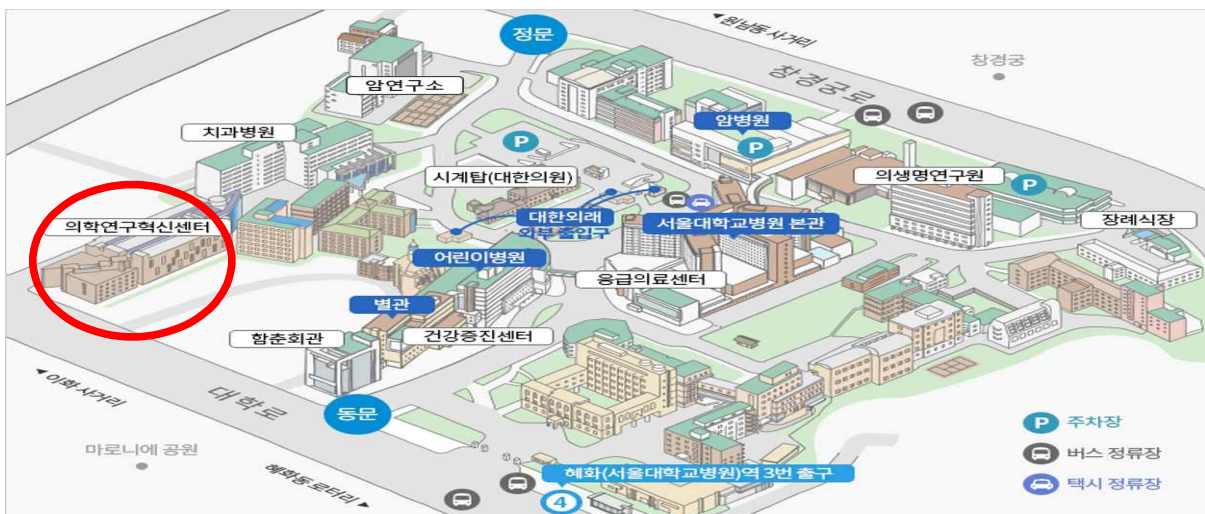 정문
◀원남동 사거리
창경궁
창경궁로
암연구소
치과병원
암병원
P
P
시계탑(대한의원)
의생명연구원
P
의학연구혁신센터
대한외래
외부 출입구
서울대학교병원 본관
장례식장
어린이병원
응급의료센터
별관
함춘회관
건강증진센터
◀이화 사거리
대학로
동문
마로니에 공원
혜화동 로터리▶
혜화(서울대학교병원)역 3번 출구
4
P 주차장
버스 정류장
택시 정류장